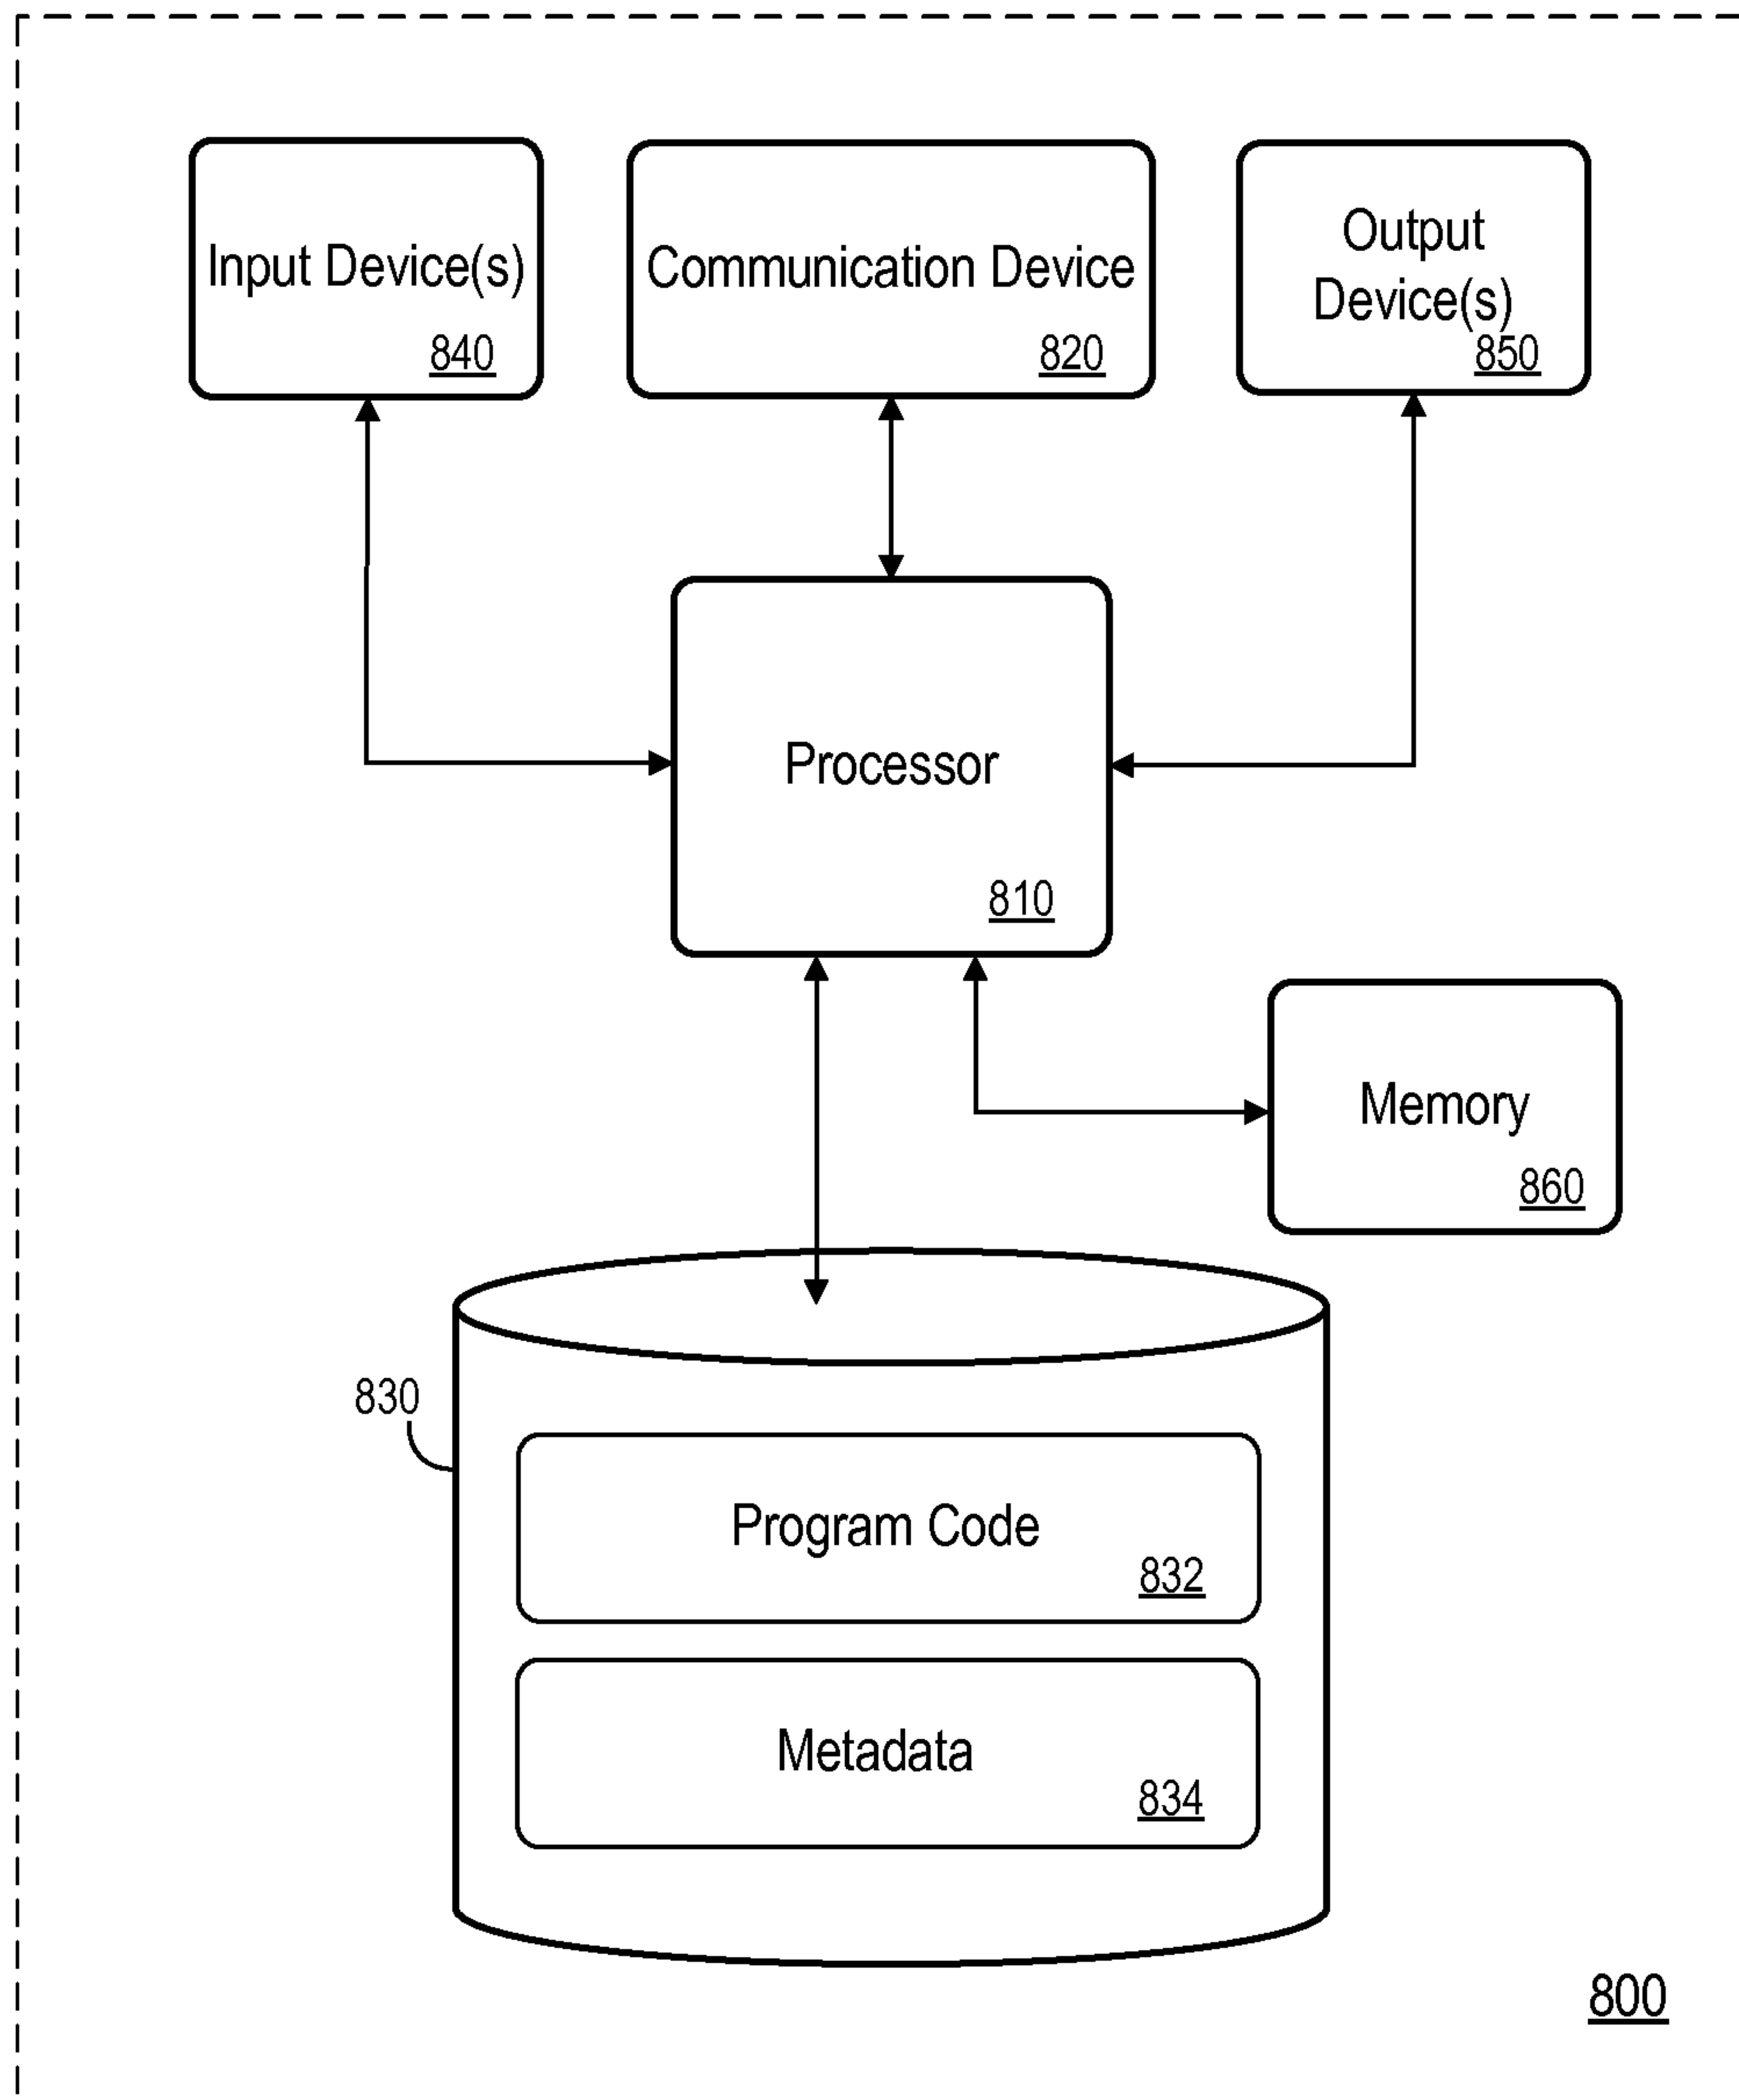 Input Device(s)
840
Communication Device
820
Output
Device(s)
850
Processor
810
Memory
860
830
Program Code
832
Metadata
834
800